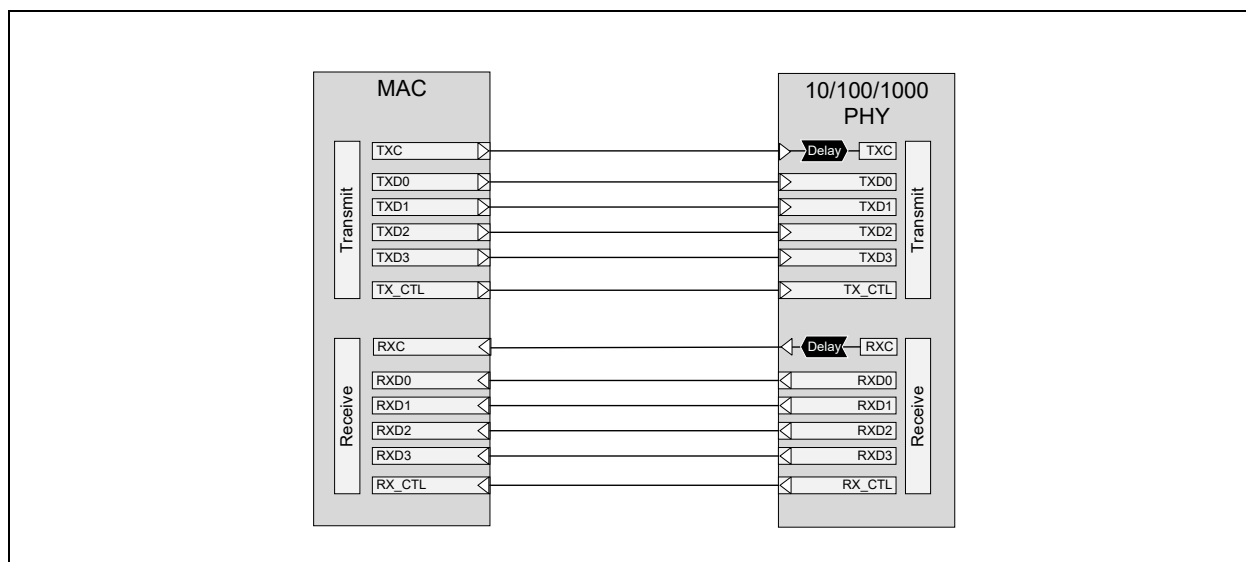 MAC
Transmit
TXC
TXD0
TXD1
TXD2
TXD3
TX_CTL
Receive
RXC
RXD0
RXD1
RXD2
RXD3
RX_CTL
10/100/1000
PHY
Delay
TXC
TXD0
TXD1
TXD2
TXD3
TX_CTL
Transmit
Delay
RXC
RXD0
RXD1
RXD2
RXD3
RX_CTL
Receive